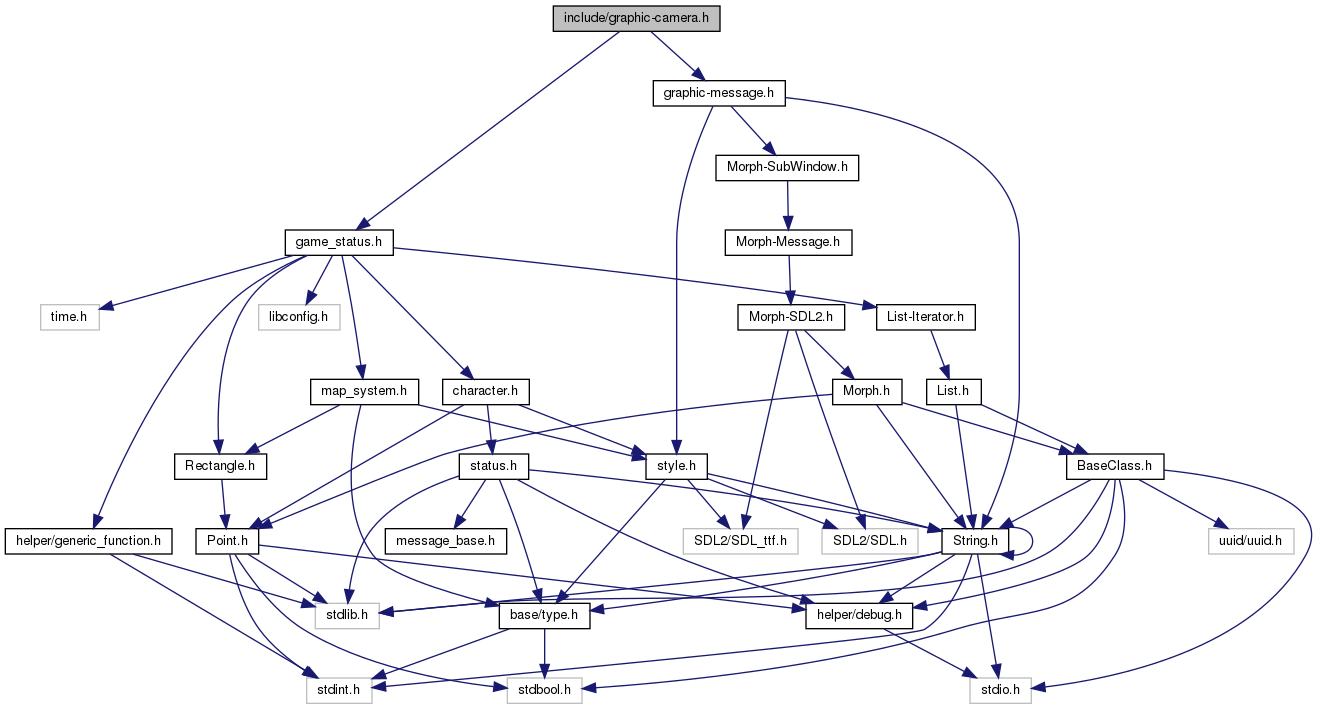 include/graphic-camera.h
graphic-message.h
Morph-SubWindow.h
game_status.h
Morph-Message.h
time.h
libconfig.h
Morph-SDL2.h
List-Iterator.h
map_system.h
character.h
Morph.h
List.h
Rectangle.h
status.h
style.h
BaseClass.h
helper/generic_function.h
Point.h
message_base.h
SDL2/SDL_ttf.h
SDL2/SDL.h
String.h
uuid/uuid.h
stdlib.h
base/type.h
helper/debug.h
stdint.h
stdbool.h
stdio.h